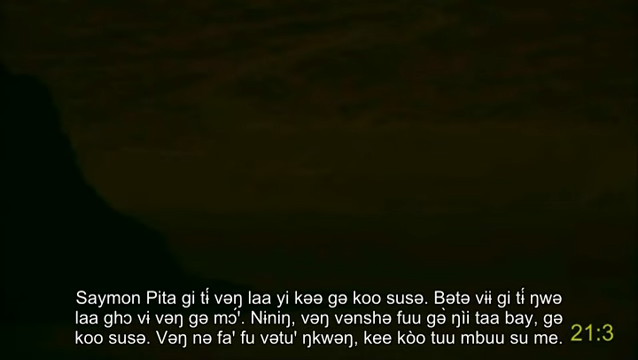 Saymon Pita gi tɨ́ vəŋ laa yi kəə gə koo susə. Bətə viɨ gi tɨ́ ŋwə
laa ghɔ vɨ vəŋ gə mɔ́'. Niniŋ, vəŋ vənshə fuu gə̀ ŋìi taa bay, gə
koo susə. Vəŋ nə fa' fu vətu' ŋkwəŋ, kee kòo tuu mbuu su me.
21:3